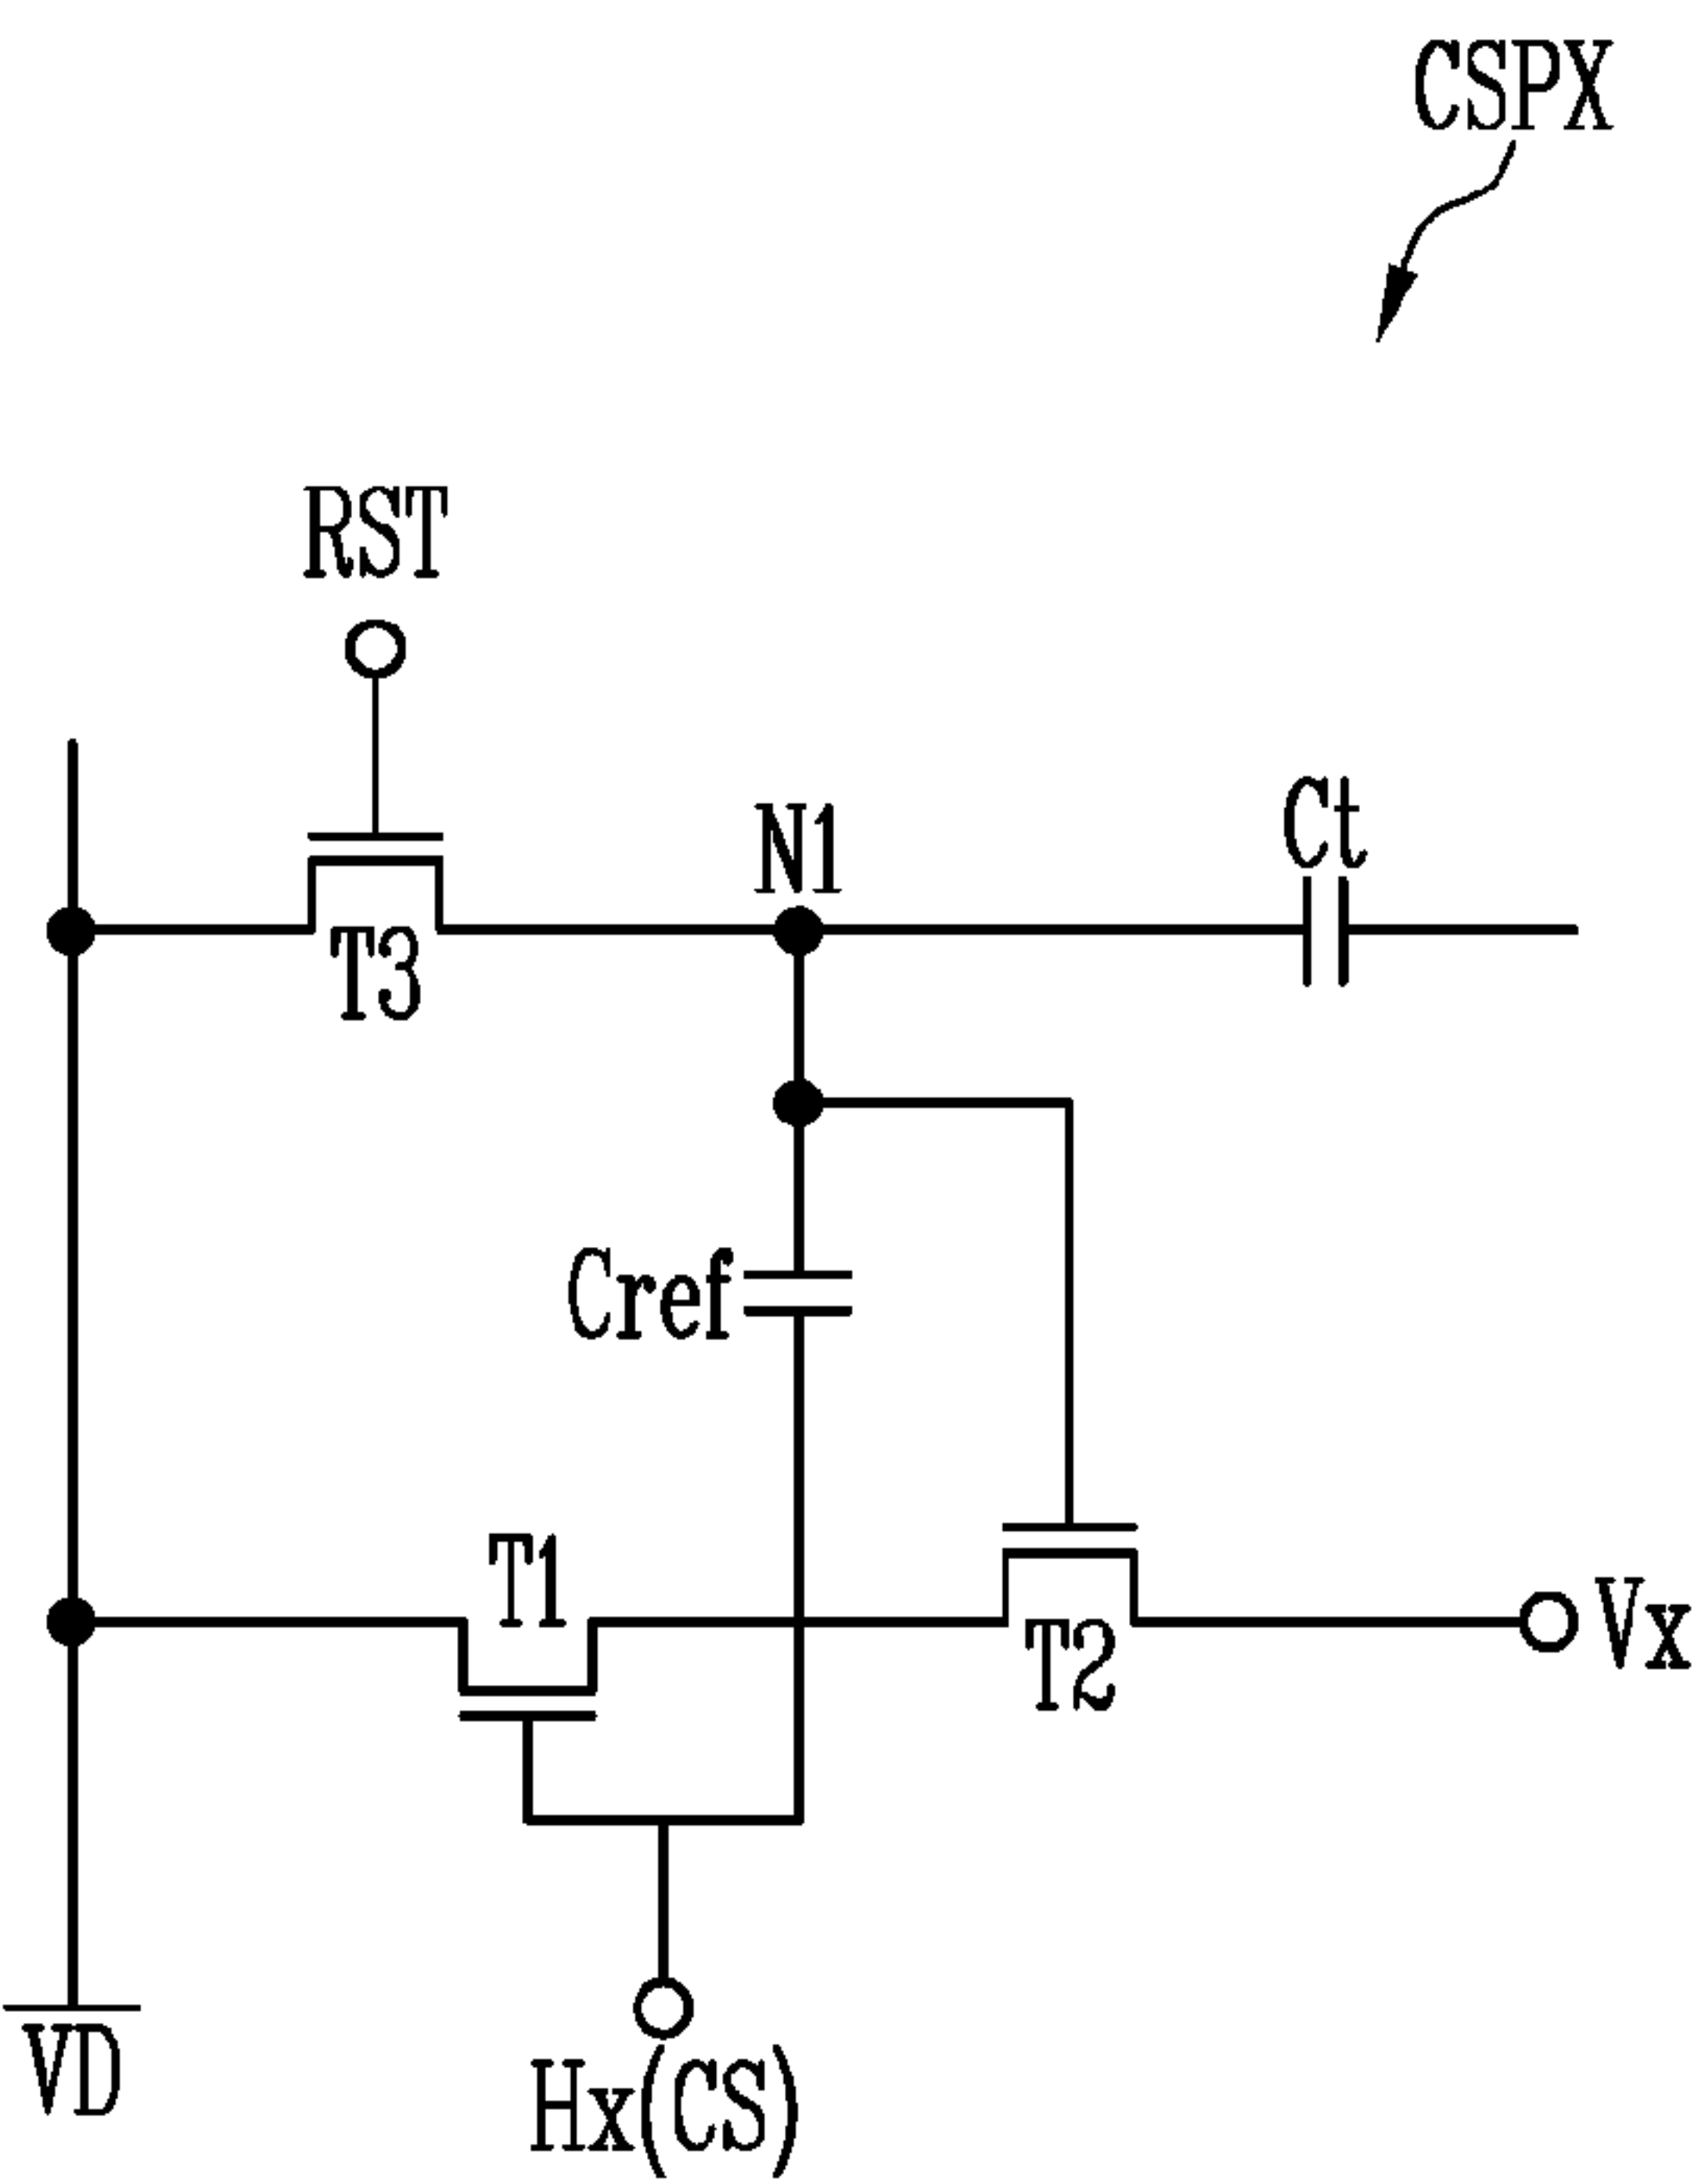 CSPX
RST
Ct
N1
T3
Cref
T1
Vx
T2
VD
Hx(CS)